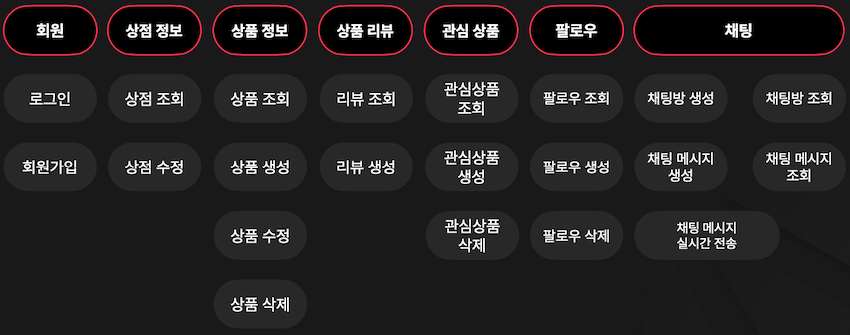 회원
상점 정보
상품 정보
상품 리뷰
관심 상품
팔로우
채팅
로그인
상점 조회
상품 조회
리뷰 조회
관심상품
조회
팔로우 조회
채팅방 생성
채팅방 조회
회원가입
상점 수정
상품 생성
리뷰 생성
관심상품
생성
팔로우 생성
채팅 메시지
생성
채팅 메시지
조회
상품 수정
관심상품
삭제
팔로우 삭제
채팅 메시지
실시간 전송
상품 삭제